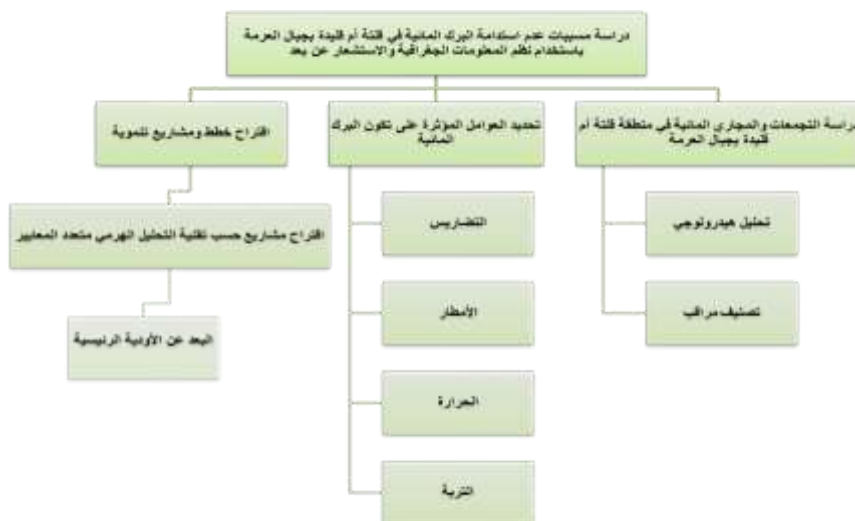 دراسة مسببات عدم استدامة البرك المائية في قلتة أم قليدة بجبال العرمة
باستخدام نظم المعلومات الجغرافية والاستشعار عن بعد
دراسة التجمعات والمجاري المائية في منطقة قلتة أم
قليدة بجبال العرمة
تحليل هيدرولوجي
تصنيف مراقب
تحديد العوامل المؤثرة على تكون البرك
المائية
التضاريس
الأمطار
الحرارة
التربة
اقتراح خطط ومشاريع تنموية
اقتراح مشاريع حسب تقنية التحليل الهرمي متعدد المعايير
البعد عن الأودية الرئيسية